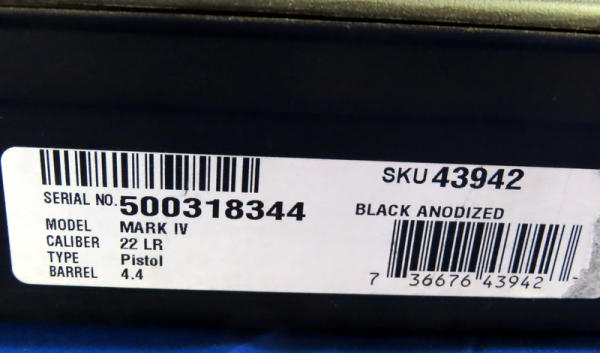 SERIAL NO. 500318344
MODEL MARK IV
CALIBER 22 LR
TYPE Pistol
BARREL 4.4
SKU 43942
BLACK ANODIZED
7 36676 43942